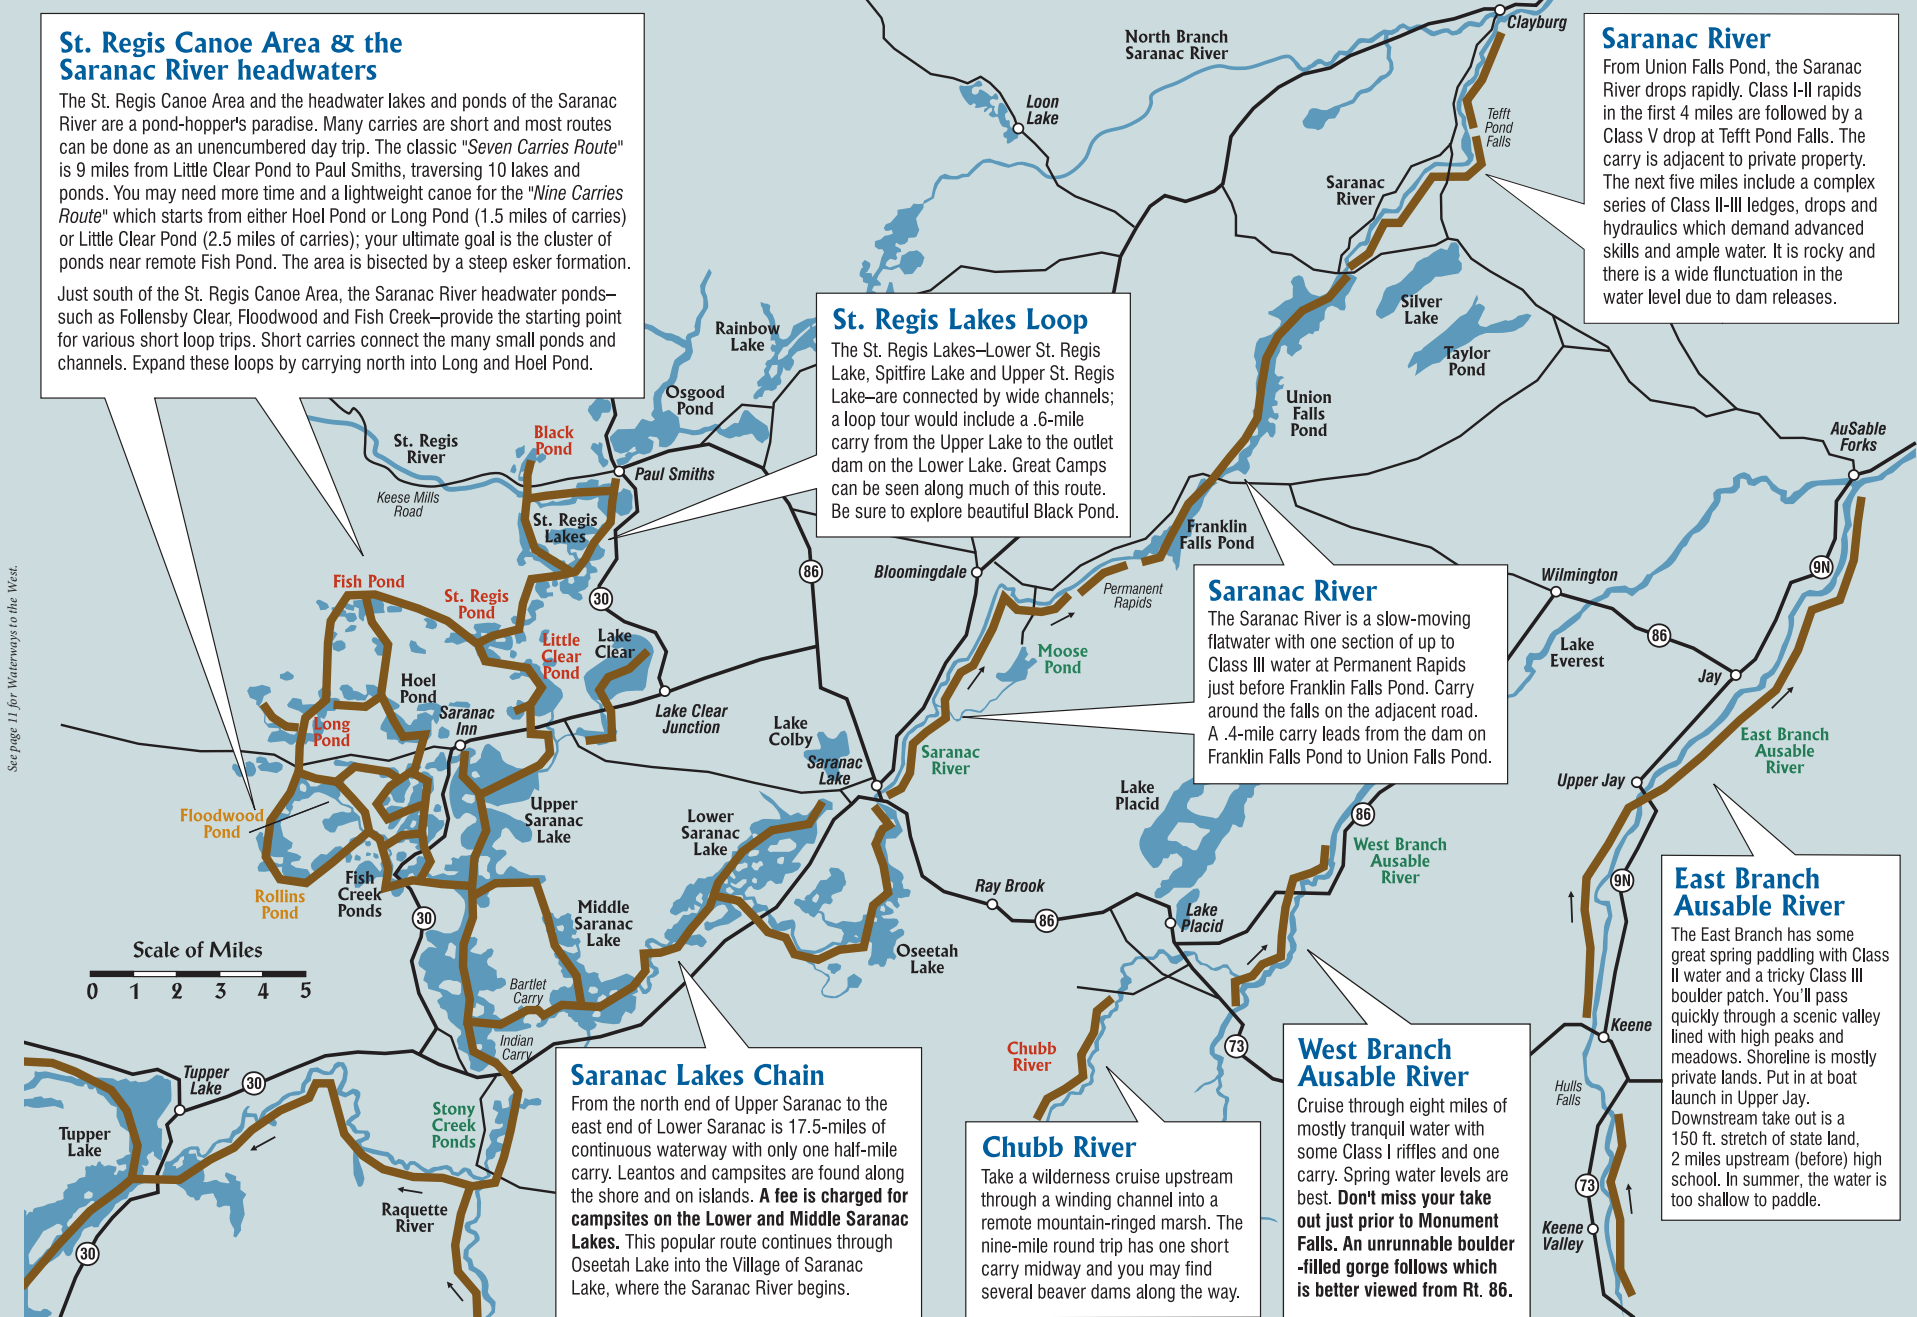 St. Regis Canoe Area & the
Saranac River headwaters
The St. Regis Canoe Area and the headwater lakes and ponds of the Saranac
River are a pond-hopper's paradise. Many carries are short and most routes
can be done as an unencumbered day trip. The classic "Seven Carries Route"
is 9 miles from Little Clear Pond to Paul Smiths, traversing 10 lakes and
ponds. You may need more time and a lightweight canoe for the "Nine Carries
Route" which starts from either Hoel Pond or Long Pond (1.5 miles of carries)
or Little Clear Pond (2.5 miles of carries); your ultimate goal is the cluster of
ponds near remote Fish Pond. The area is bisected by a steep esker formation.
Just south of the St. Regis Canoe Area, the Saranac River headwater ponds–
such as Follensby Clear, Floodwood and Fish Creek–provide the starting point
for various short loop trips. Short carries connect the many small ponds and
channels. Expand these loops by carrying north into Long and Hoel Pond.
North Branch
Saranac River
Clayburg
Loon
Lake
Tefft
Pond
Falls
Saranac
River
Saranac River
From Union Falls Pond, the Saranac
River drops rapidly. Class I-II rapids
in the first 4 miles are followed by a
Class V drop at Tefft Pond Falls. The
carry is adjacent to private property.
The next five miles include a complex
series of Class II-III ledges, drops and
hydraulics which demand advanced
skills and ample water. It is rocky and
there is a wide flunctuation in the
water level due to dam releases.
St. Regis Lakes Loop
The St. Regis Lakes–Lower St. Regis
Lake, Spitfire Lake and Upper St. Regis
Lake–are connected by wide channels;
a loop tour would include a .6-mile
carry from the Upper Lake to the outlet
dam on the Lower Lake. Great Camps
can be seen along much of this route.
Be sure to explore beautiful Black Pond.
Rainbow
Lake
Osgood
Pond
Silver
Lake
Taylor
Pond
Union
Falls
Pond
AuSable
Forks
St. Regis
River
Black
Pond
Paul Smiths
Keese Mills
Road
St. Regis
Lakes
Franklin
Falls Pond
86
Bloomingdale
Permanent
Rapids
9N
Wilmington
See page 11 for Waterways to the West.
Fish Pond
St. Regis
Pond
30
Little
Clear
Pond
Lake
Clear
Moose
Pond
Saranac River
The Saranac River is a slow-moving
flatwater with one section of up to
Class III water at Permanent Rapids
just before Franklin Falls Pond. Carry
around the falls on the adjacent road.
A .4-mile carry leads from the dam on
Franklin Falls Pond to Union Falls Pond.
86
Lake
Everest
Jay
Hoel
Pond
Saranac
Inn
Long
Pond
Lake Clear
Junction
Lake
Colby
Saranac
Lake
Saranac
River
East Branch
Ausable
River
Upper Jay
Lake
Placid
86
West Branch
Ausable
River
Floodwood
Pond
Upper
Saranac
Lake
Lower
Saranac
Lake
Rollins
Pond
Fish
Creek
Ponds
30
Middle
Saranac
Lake
Ray Brook
86
Lake
Placid
9N
Oseetah
Lake
Scale of Miles
0 1 2 3 4 5
Bartlet
Carry
Indian
Carry
East Branch
Ausable River
The East Branch has some
great spring paddling with Class
II water and a tricky Class III
boulder patch. You'll pass
quickly through a scenic valley
lined with high peaks and
meadows. Shoreline is mostly
private lands. Put in at boat
launch in Upper Jay.
Downstream take out is a
150 ft. stretch of state land,
2 miles upstream (before) high
school. In summer, the water is
too shallow to paddle.
Keene
Hulls
Falls
73
Keene
Valley
Tupper
Lake
30
Tupper
Lake
Stony
Creek
Ponds
Raquette
River
30
Saranac Lakes Chain
From the north end of Upper Saranac to the
east end of Lower Saranac is 17.5-miles of
continuous waterway with only one half-mile
carry. Leantos and campsites are found along
the shore and on islands. A fee is charged for
campsites on the Lower and Middle Saranac
Lakes. This popular route continues through
Oseetah Lake into the Village of Saranac
Lake, where the Saranac River begins.
Chubb
River
73
Chubb River
Take a wilderness cruise upstream
through a winding channel into a
remote mountain-ringed marsh. The
nine-mile round trip has one short
carry midway and you may find
several beaver dams along the way.
West Branch
Ausable River
Cruise through eight miles of
mostly tranquil water with
some Class I riffles and one
carry. Spring water levels are
best. Don't miss your take
out just prior to Monument
Falls. An unrunnable boulder
-filled gorge follows which
is better viewed from Rt. 86.